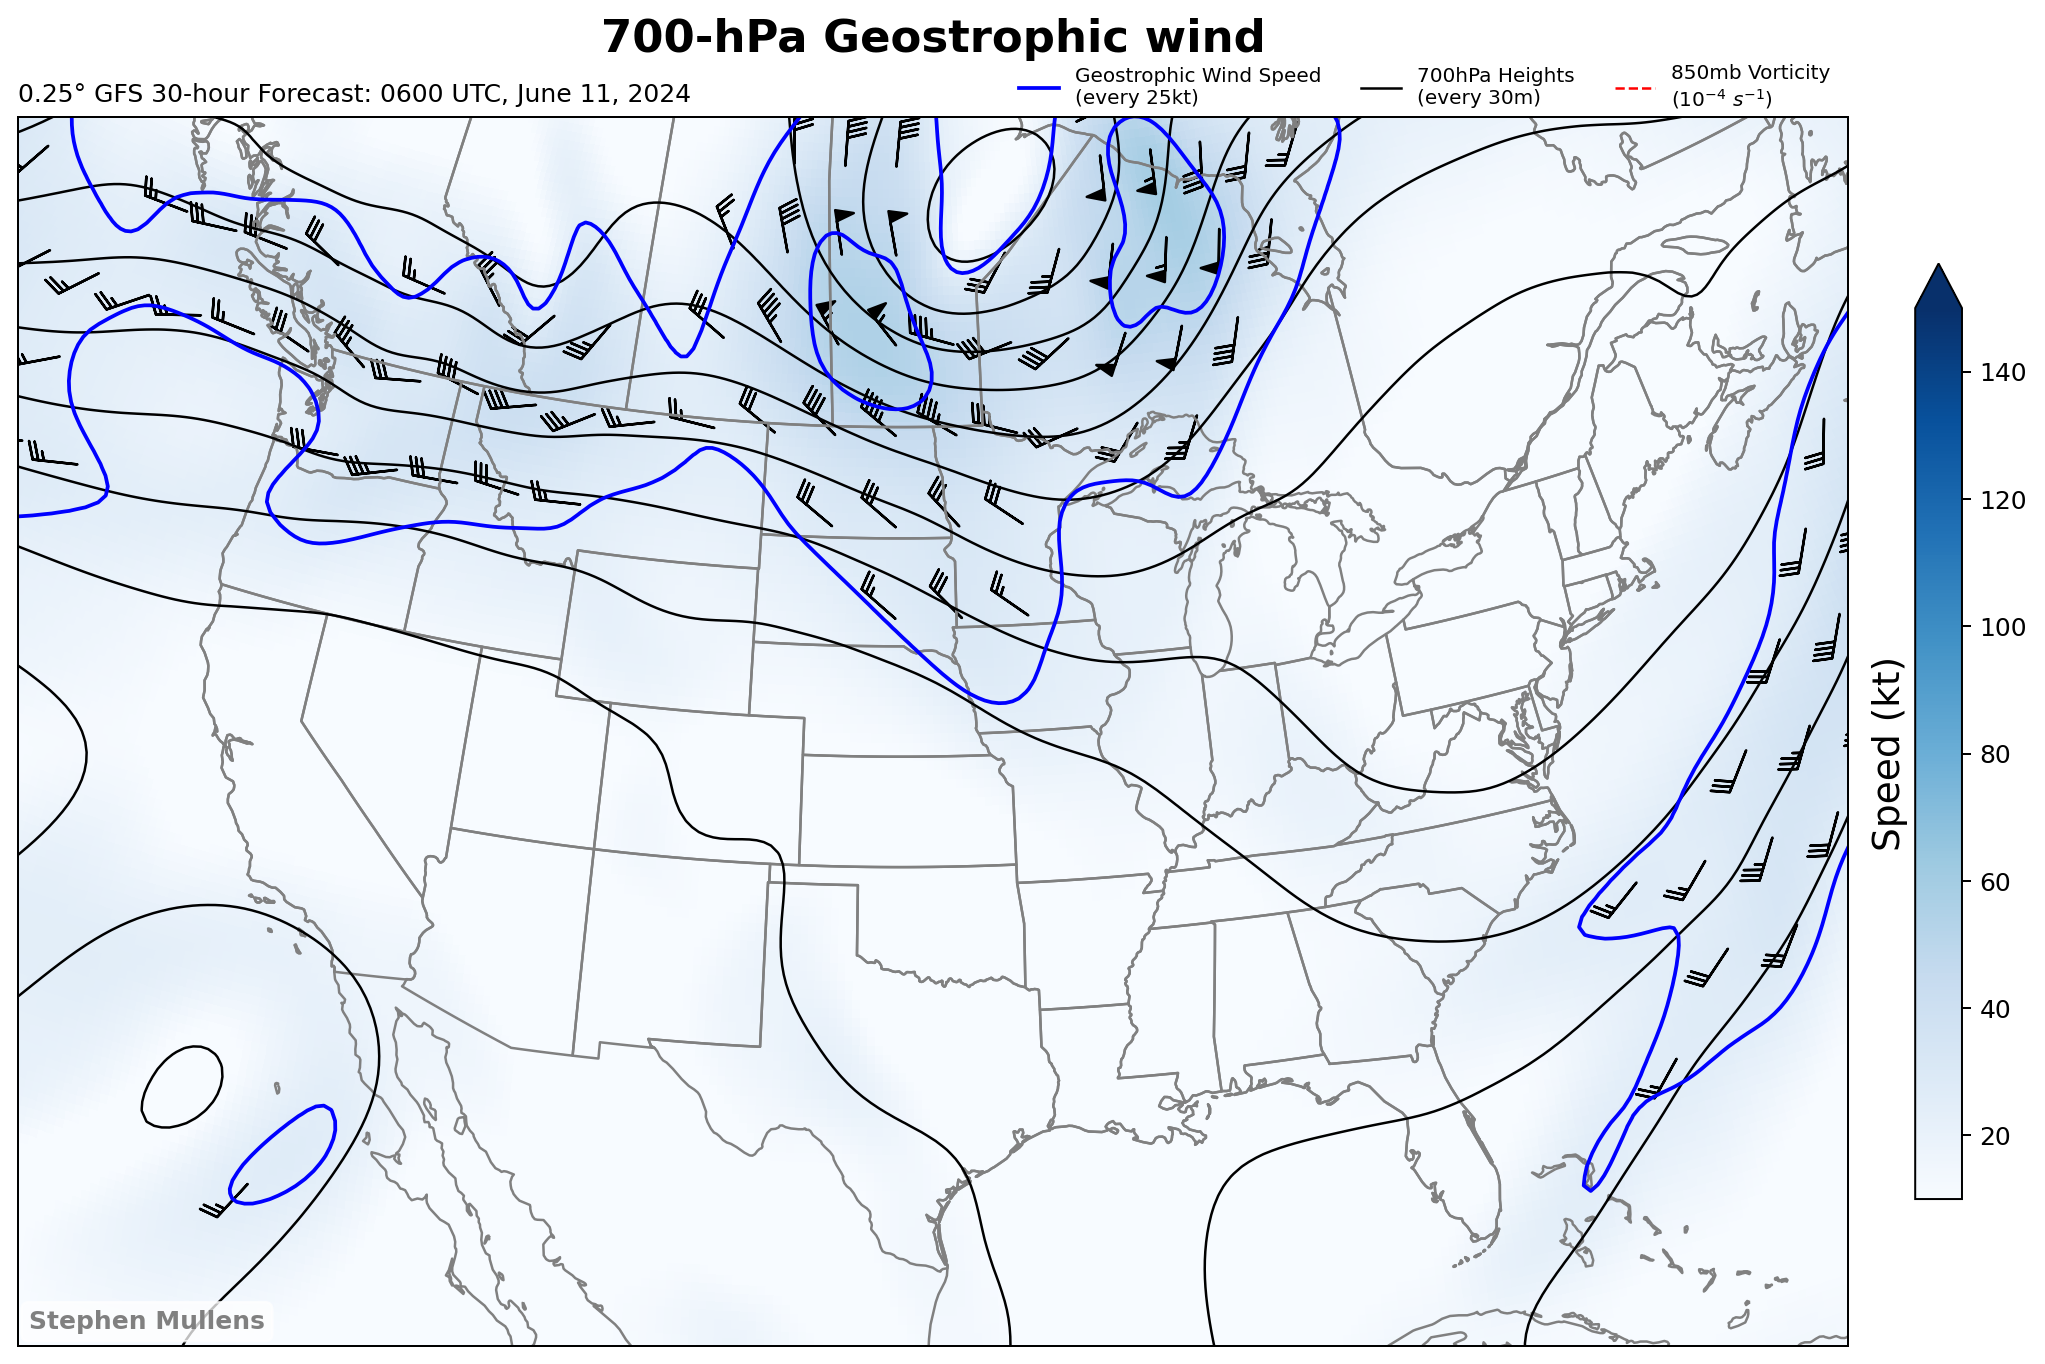 700-hPa Geostrophic wind
0.25° GFS 30-hour Forecast: 0600 UTC, June 11, 2024
Geostrophic Wind Speed
(every 25kt)
700hPa Heights
(every 30m)
850mb Vorticity
(10⁻⁴ s⁻¹)
140
120
100
80
60
40
20
Speed (kt)
Stephen Mullens